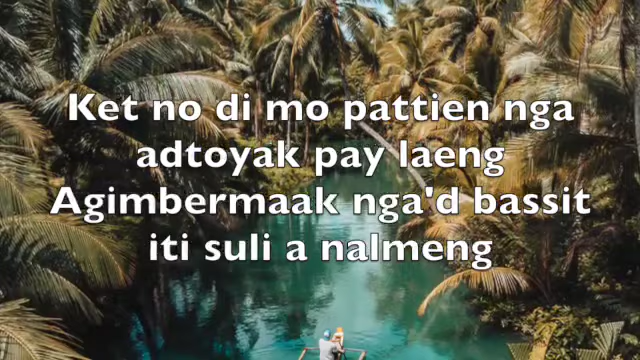 Ket no di mo pattien nga
adtoyak pay laeng
Agimbermaak nga'd bassit
iti suli a nalmeng